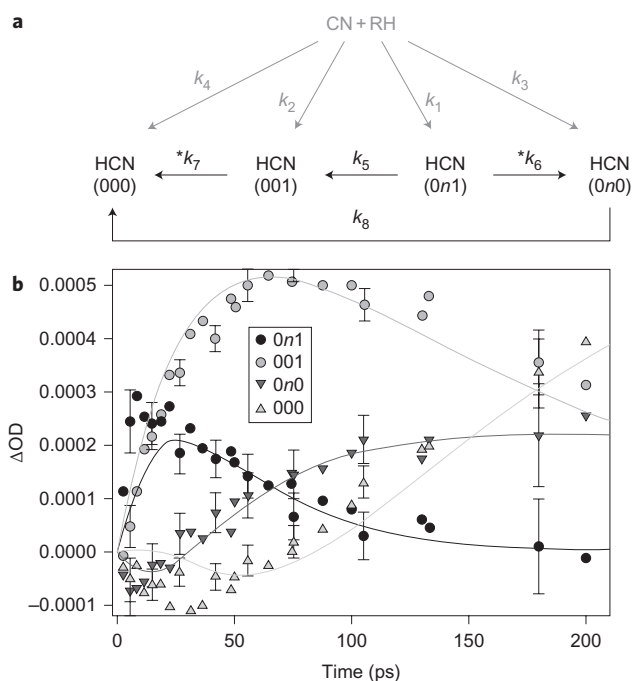 a
CN + RH
k4 k2 k1 k3
HCN (000) *k7 HCN (001) k5 HCN (0n1) *k6 HCN (0n0)
k8
b
0.0005
0.0004
0.0003
0.0002
0.0001
0.0000
–0.0001
ΔOD
0n1
001
0n0
000
0 50 100 150 200
Time (ps)